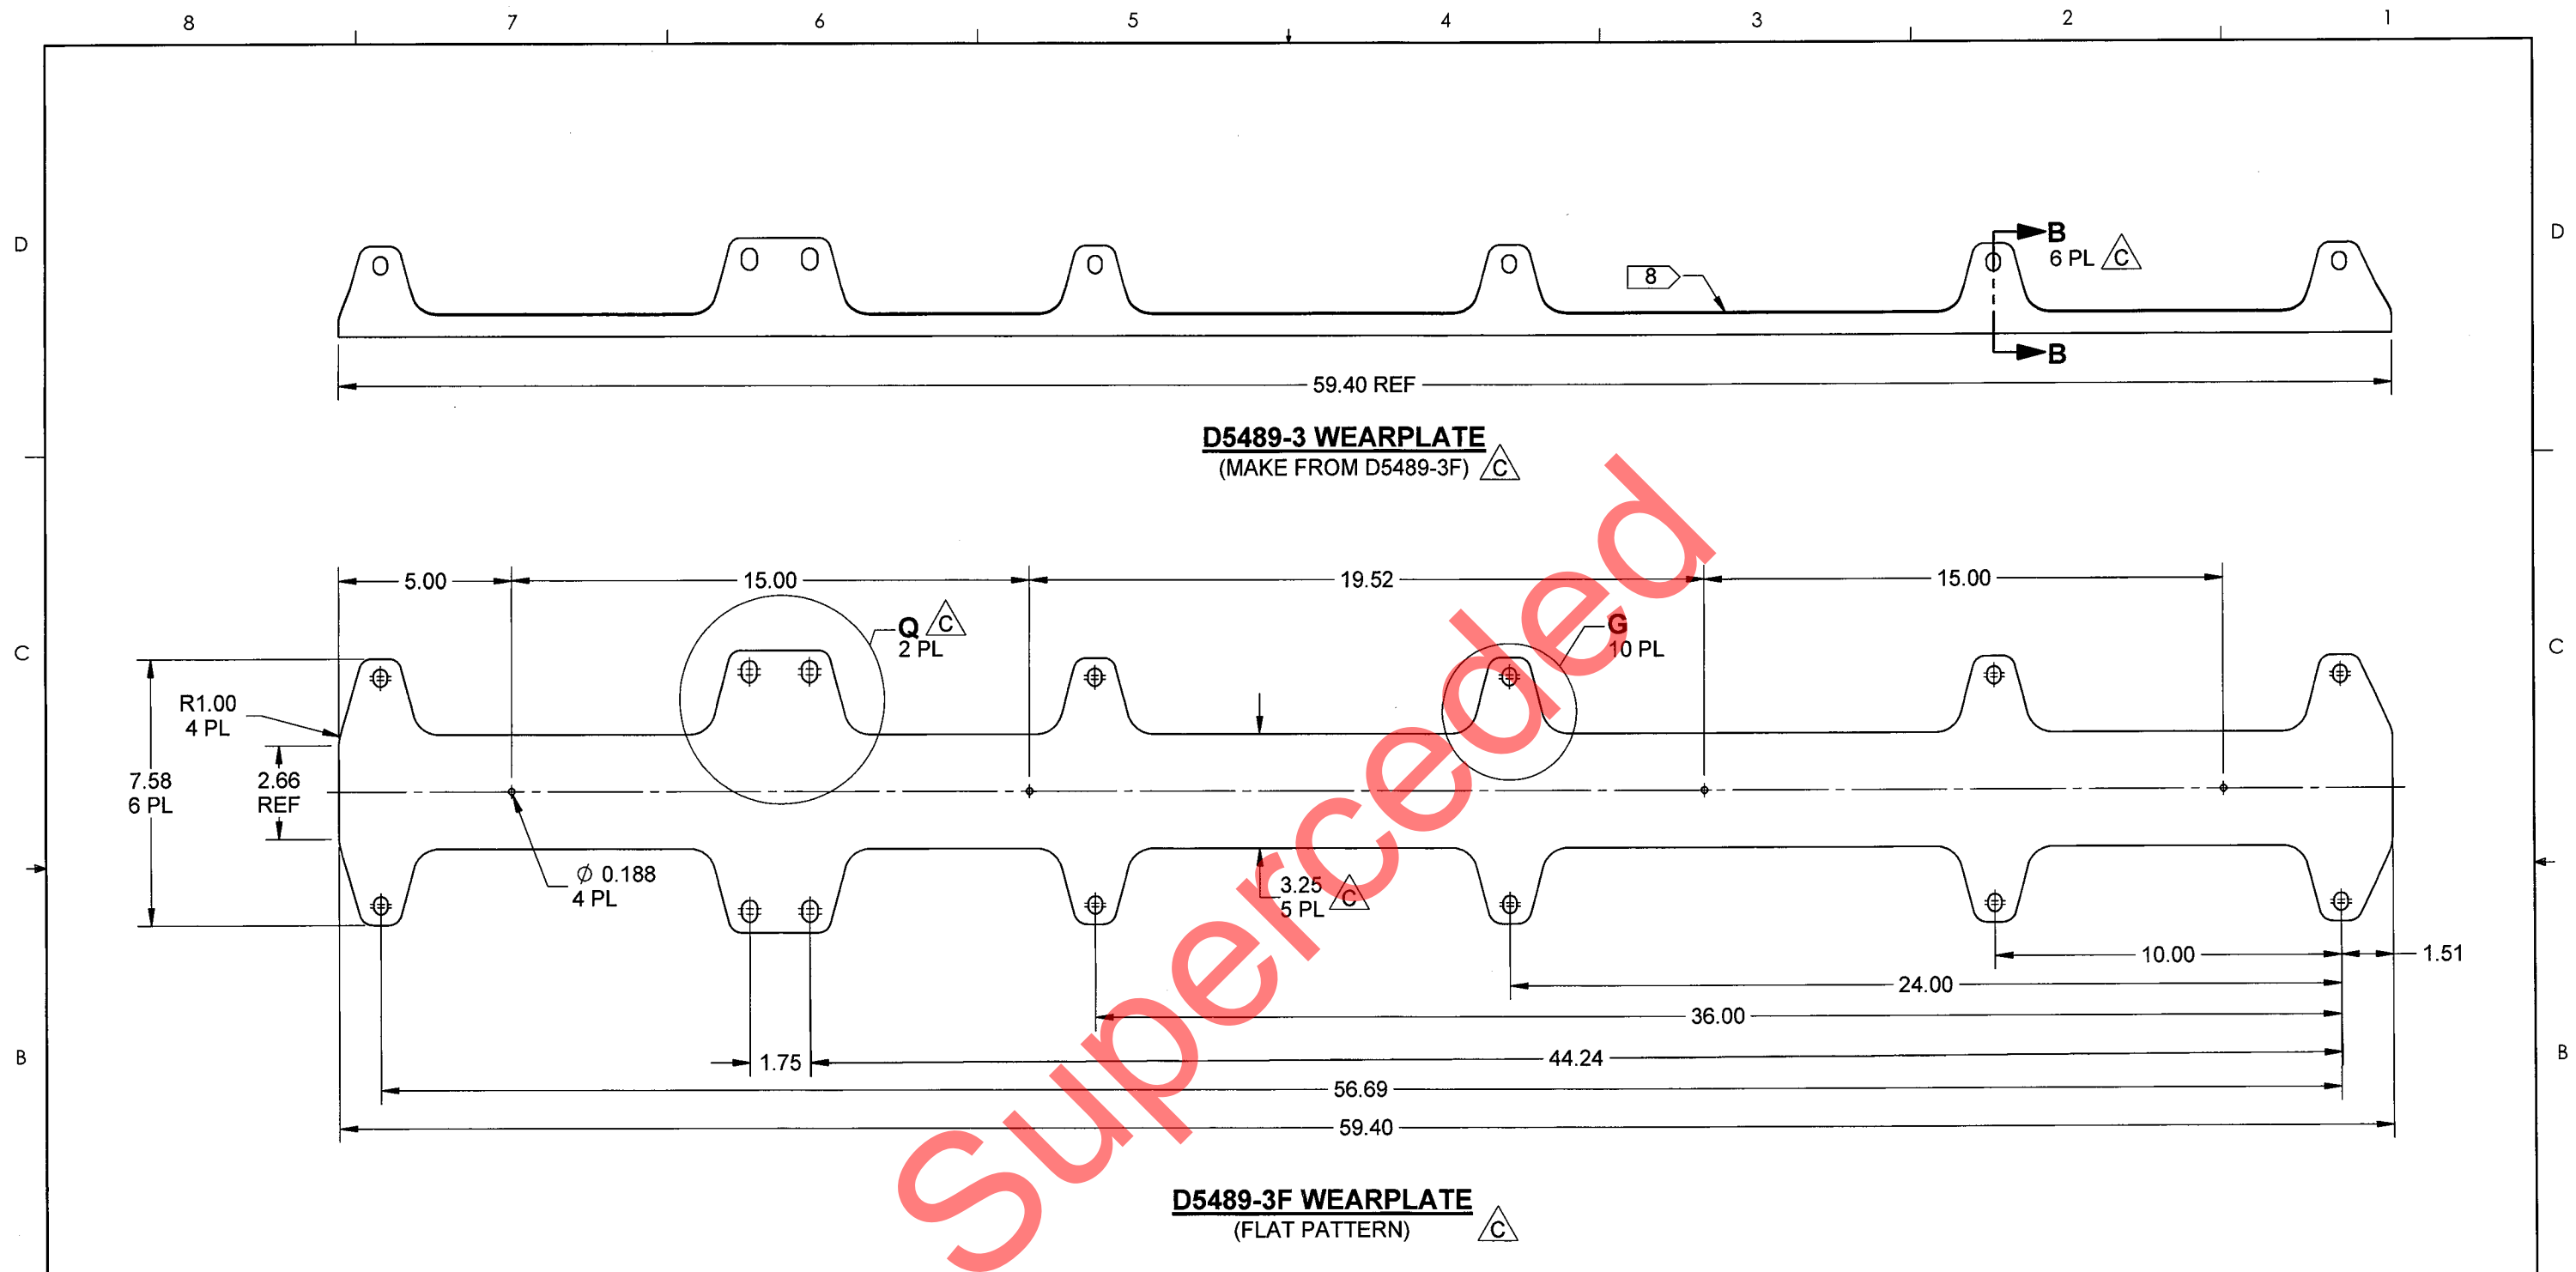 8 7 6 5 4 3 2 1
D D
B
6 PL C
8
B
59.40 REF
D5489-3 WEARPLATE
(MAKE FROM D5489-3F) C
5.00 15.00 19.52 15.00
Q C
2 PL
G
10 PL
C C
R1.00
4 PL
7.58
6 PL
2.66
REF
Ø 0.188
4 PL
3.25
5 PL C
10.00 1.51
24.00
36.00
1.75 44.24
B B
56.69
59.40
D5489-3F WEARPLATE
(FLAT PATTERN) C
Superceded